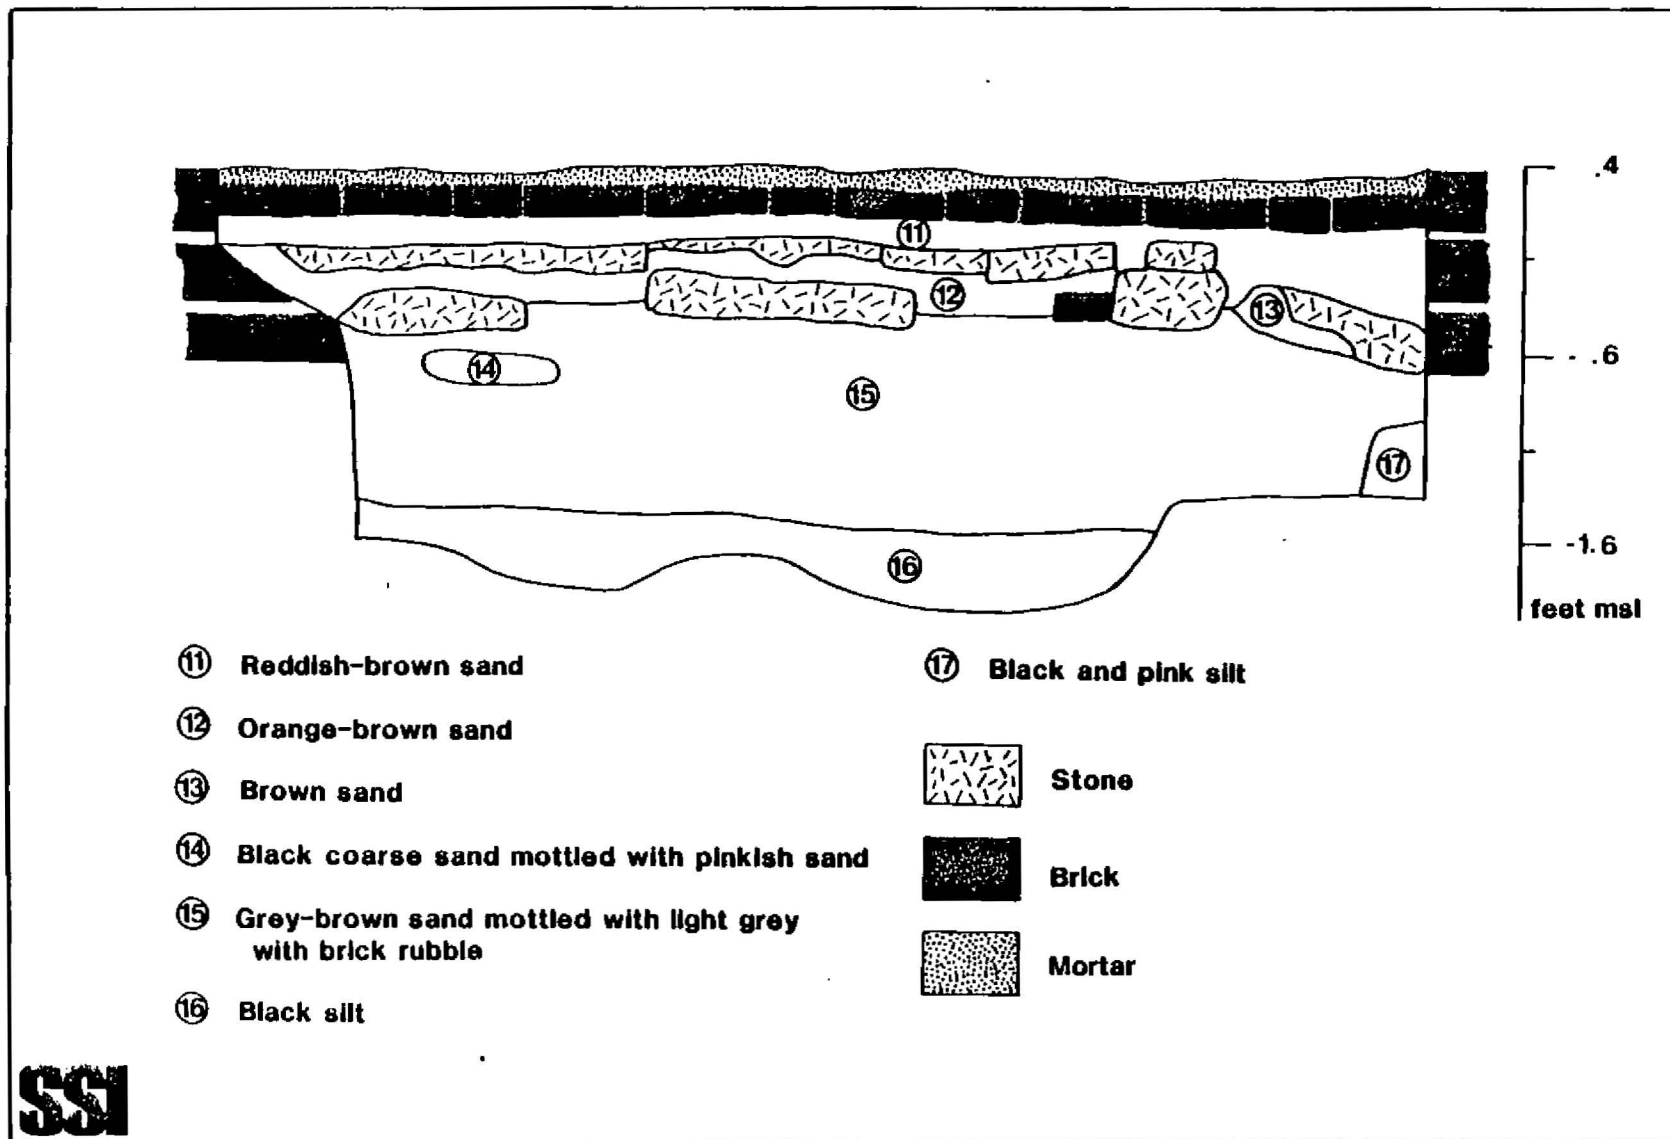 .4
11
12
13
- .6
14
15
17
-1.6
16
feet msl
11 Reddish-brown sand
12 Orange-brown sand
13 Brown sand
14 Black coarse sand mottled with pinkish sand
15 Grey-brown sand mottled with light grey
with brick rubble
16 Black silt
17 Black and pink silt
Stone
Brick
Mortar
SSI